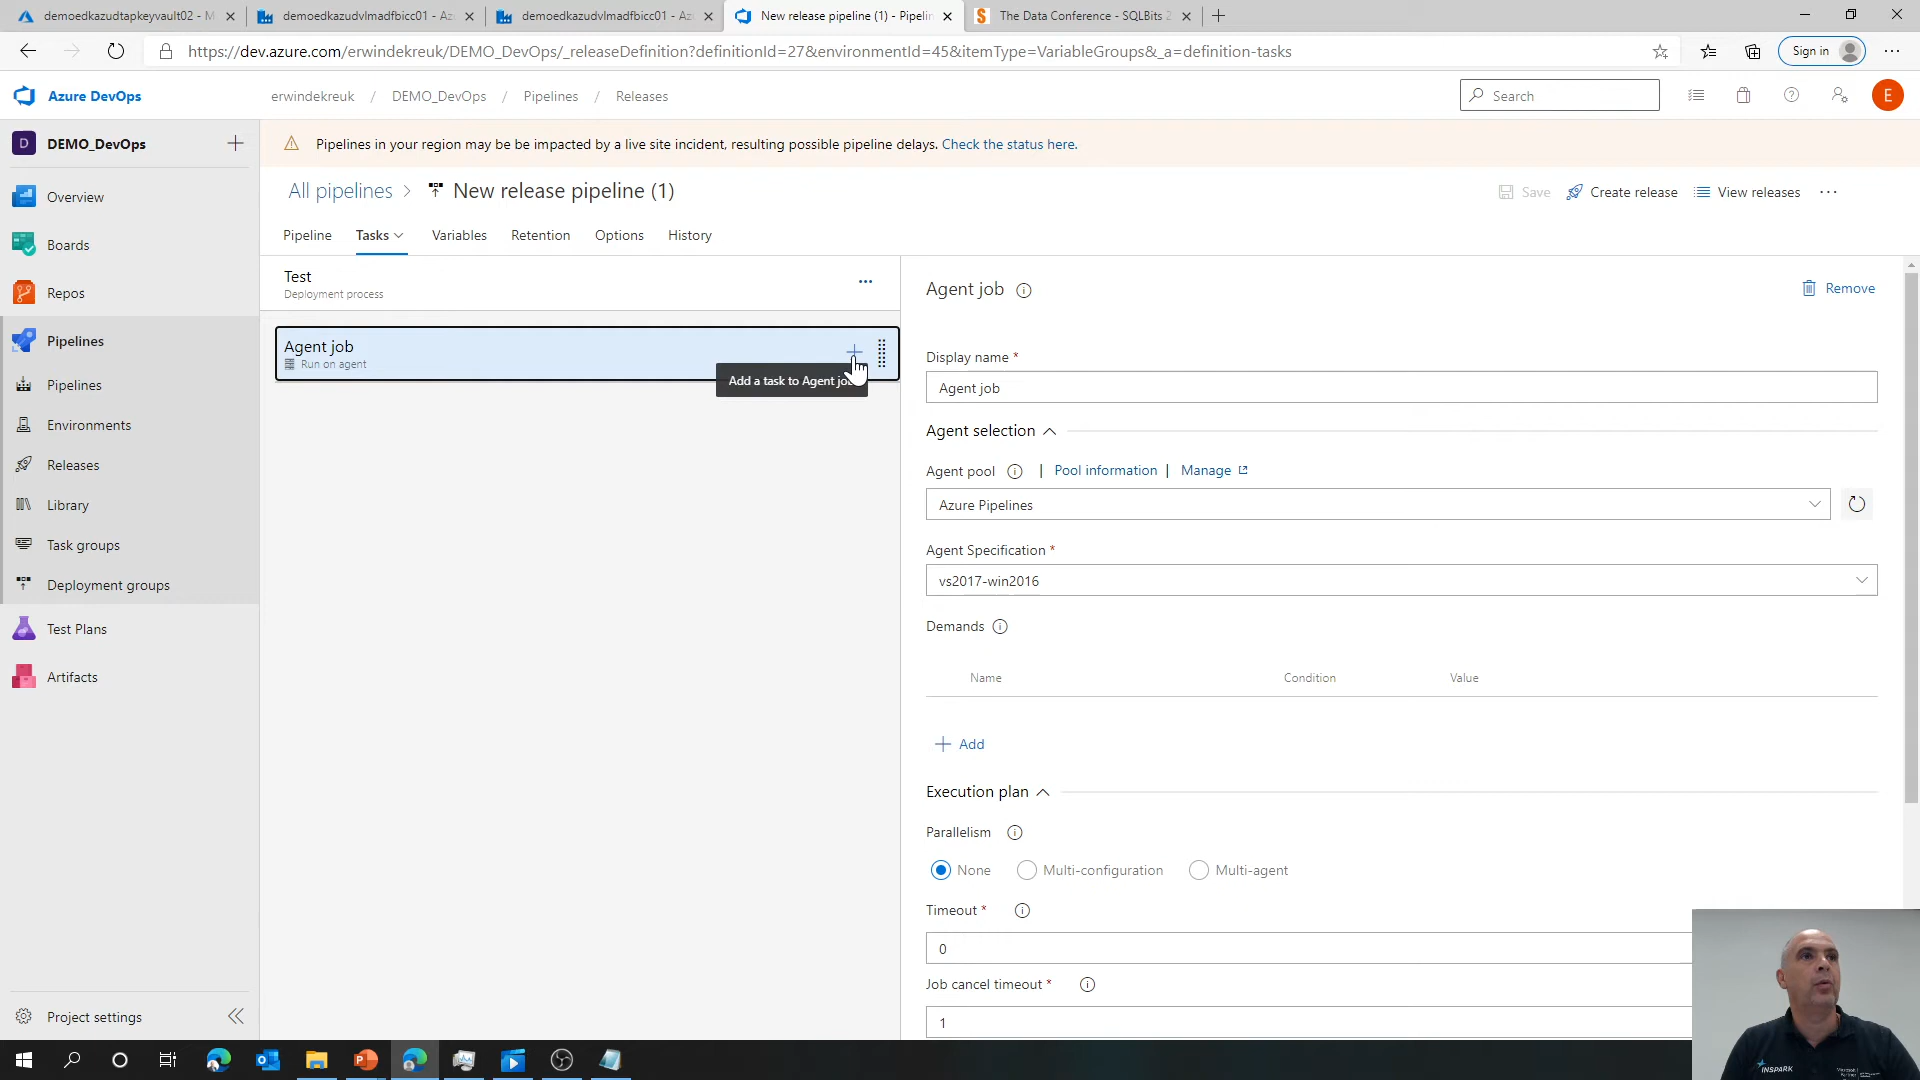 demoedkazudtapkeyvault02 - M
demoedkazudvlmadfbicc01 - Az
demoedkazudvlmadfbicc01 - Az
New release pipeline (1) - Pipelin
The Data Conference - SQLBits 2
https://dev.azure.com/erwindekreuk/DEMO_DevOps/_releaseDefinition?definitionId=27&environmentId=45&itemType=VariableGroups&_a=definition-tasks
Sign in
Azure DevOps
erwindekreuk / DEMO_DevOps / Pipelines / Releases
Search
E
D
DEMO_DevOps
Pipelines in your region may be be impacted by a live site incident, resulting possible pipeline delays. Check the status here.
Overview
Boards
Repos
Pipelines
Pipelines
Environments
Releases
Library
Task groups
Deployment groups
Test Plans
Artifacts
Project settings
All pipelines > New release pipeline (1)
Save
Create release
View releases
Pipeline
Tasks
Variables
Retention
Options
History
Test
Deployment process
Agent job
Run on agent
Add a task to Agent jo
Agent job
Remove
Display name *
Agent job
Agent selection
Agent pool | Pool information | Manage
Azure Pipelines
Agent Specification *
vs2017-win2016
Demands
Name
Condition
Value
Add
Execution plan
Parallelism
None
Multi-configuration
Multi-agent
Timeout *
0
Job cancel timeout *
1
INSPARK